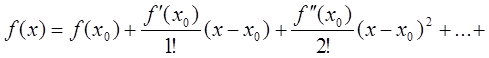 f(x) = f(x₀) + f′(x₀)/1! (x − x₀) + f″(x₀)/2! (x − x₀)² + ...+